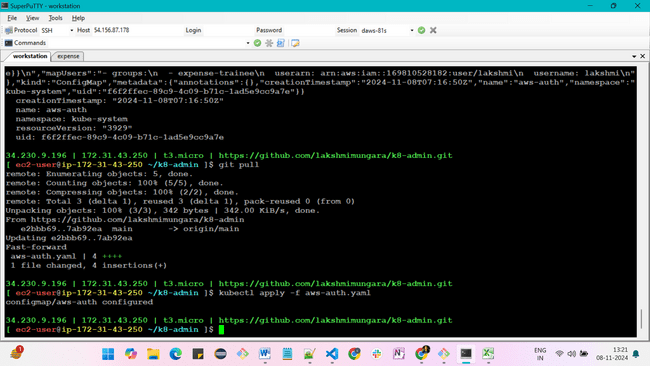 SuperPuTTY - workstation
File View Tools Help
Protocol SSH Host 54.156.87.178 Login Password Session daws-81s
Commands
workstation expense
e}}\n","mapUsers":"- groups:\n  - expense-trainee\n  userarn: arn:aws:iam::169810528182:user/lakshmi\n  username: lakshmi\n"
},"kind":"ConfigMap","metadata":{"annotations":{},"creationTimestamp":"2024-11-08T07:16:50Z","name":"aws-auth","namespace":"
kube-system","uid":"f6f2ffec-89c9-4c09-b71c-1ad5e9cc9a7e"}}
creationTimestamp: "2024-11-08T07:16:50Z"
name: aws-auth
namespace: kube-system
resourceVersion: "3929"
uid: f6f2ffec-89c9-4c09-b71c-1ad5e9cc9a7e
34.230.9.196 | 172.31.43.250 | t3.micro | https://github.com/lakshmimungara/k8-admin.git
[ ec2-user@ip-172-31-43-250 ~/k8-admin ]$ git pull
remote: Enumerating objects: 5, done.
remote: Counting objects: 100% (5/5), done.
remote: Compressing objects: 100% (2/2), done.
remote: Total 3 (delta 1), reused 3 (delta 1), pack-reused 0 (from 0)
Unpacking objects: 100% (3/3), 342 bytes | 342.00 KiB/s, done.
From https://github.com/lakshmimungara/k8-admin
e2bbb69..7ab92ea  main       -> origin/main
Updating e2bbb69..7ab92ea
Fast-forward
aws-auth.yaml | 4 ++++
1 file changed, 4 insertions(+)
34.230.9.196 | 172.31.43.250 | t3.micro | https://github.com/lakshmimungara/k8-admin.git
[ ec2-user@ip-172-31-43-250 ~/k8-admin ]$ kubectl apply -f aws-auth.yaml
configmap/aws-auth configured
34.230.9.196 | 172.31.43.250 | t3.micro | https://github.com/lakshmimungara/k8-admin.git
[ ec2-user@ip-172-31-43-250 ~/k8-admin ]$
ENG 13:21
IN 08-11-2024